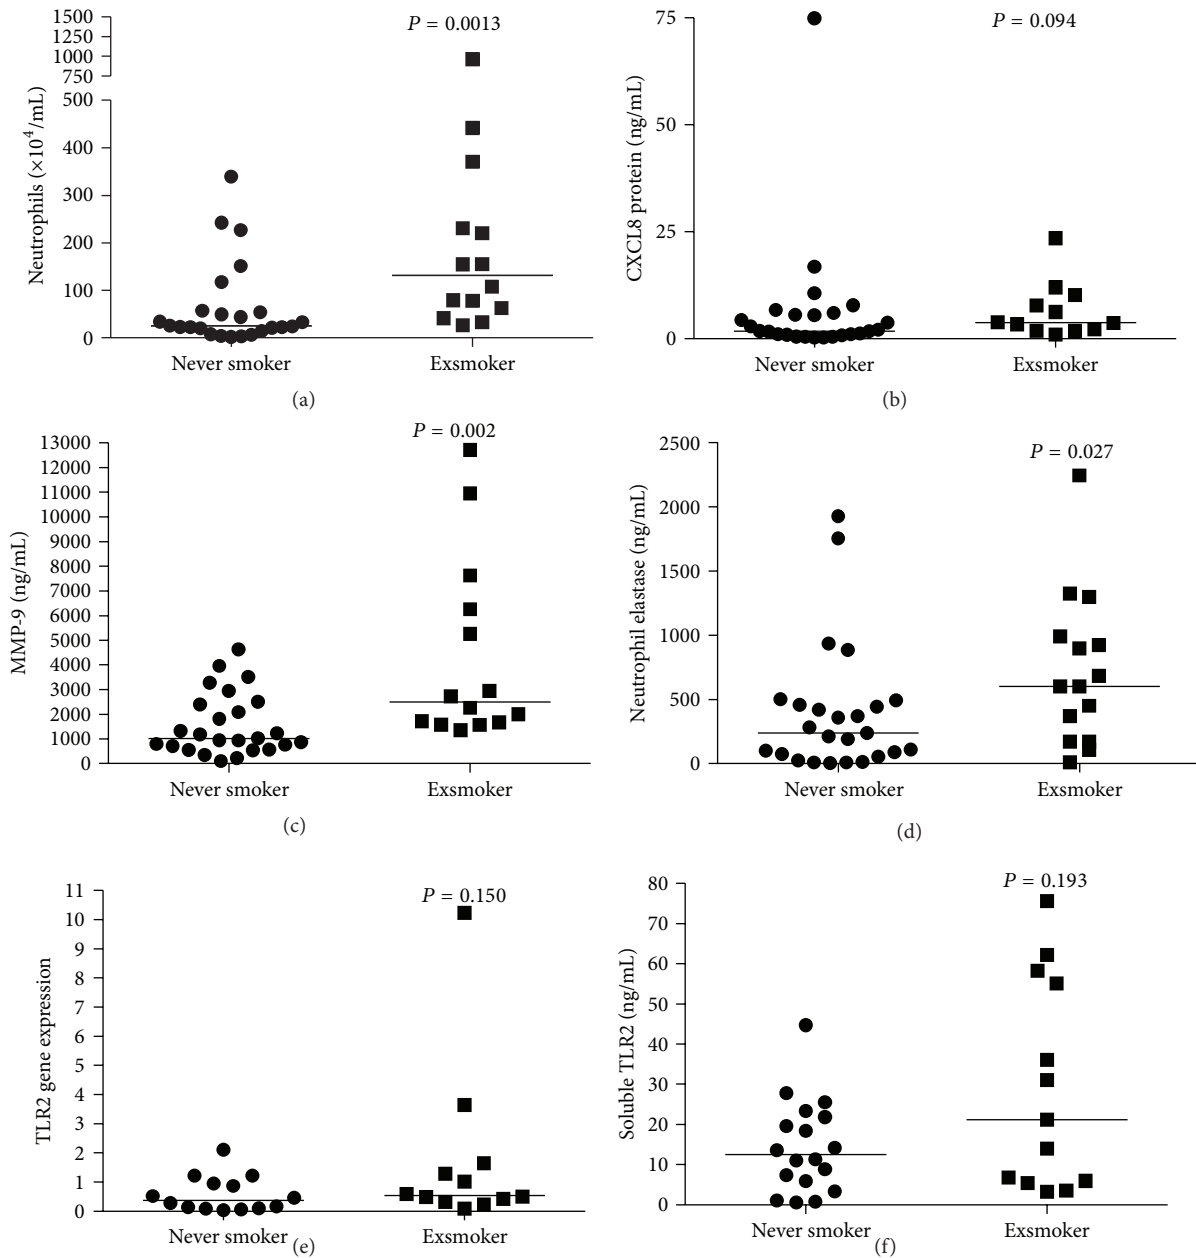 P = 0.0013
1500
1250
1000
750
500
400
300
200
100
0
Neutrophils (×10⁴/mL)
Never smoker
Exsmoker
(a)
P = 0.094
75
50
25
0
CXCL8 protein (ng/mL)
Never smoker
Exsmoker
(b)
P = 0.002
13000
12000
11000
10000
9000
8000
7000
6000
5000
4000
3000
2000
1000
0
MMP-9 (ng/mL)
Never smoker
Exsmoker
(c)
P = 0.027
2500
2000
1500
1000
500
0
Neutrophil elastase (ng/mL)
Never smoker
Exsmoker
(d)
P = 0.150
11
10
9
8
7
6
5
4
3
2
1
0
TLR2 gene expression
Never smoker
Exsmoker
(e)
P = 0.193
80
70
60
50
40
30
20
10
0
Soluble TLR2 (ng/mL)
Never smoker
Exsmoker
(f)